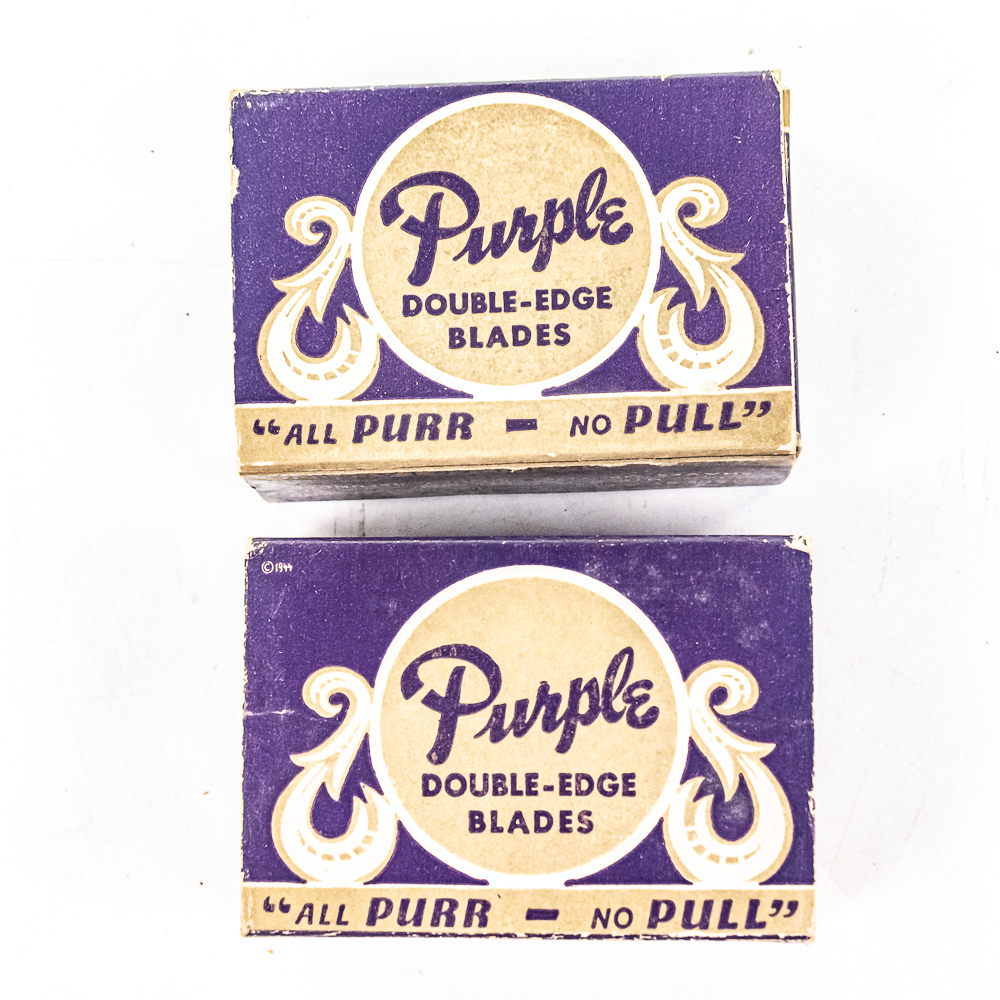 Purple
DOUBLE-EDGE
BLADES
“ALL PURR – NO PULL”
©1944
Purple
DOUBLE-EDGE
BLADES
“ALL PURR – NO PULL”